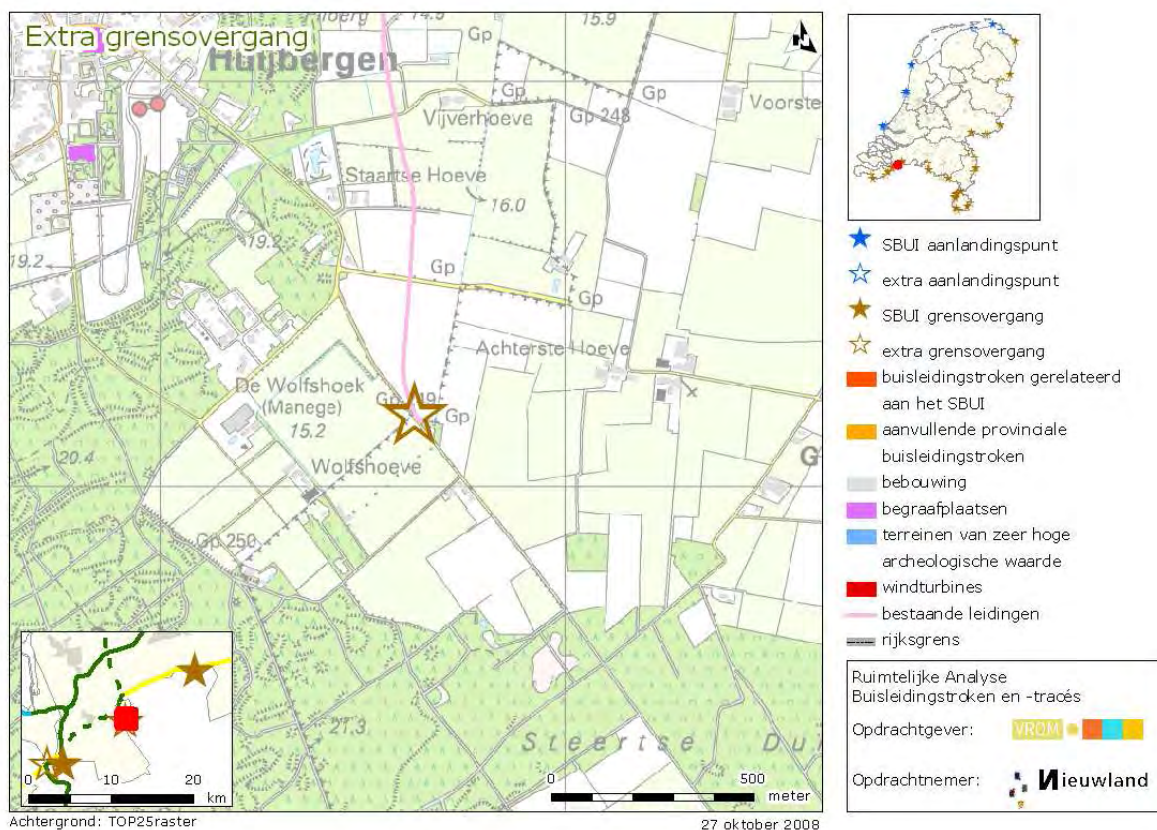 Extra grensovergang
14.5
15.9
N
Huijbergen
Gp
Gp
Gp 248
Vijverhoeve
Voorste
Staartse Hoeve
16.0
19.2
19.2
Gp
Gp
Achterste Hoeve
De Wolfshoek
(Manege)
15.2
Gp
Wolfshoeve
20.4
G
Gp 250
21.3
Steertse Du
0 10 20
km
0 500
meter
Achtergrond: TOP25raster
27 oktober 2008
SBUI aanlandingspunt
extra aanlandingspunt
SBUI grensovergang
extra grensovergang
buisleidingstroken gerelateerd
aan het SBUI
aanvullende provinciale
buisleidingstroken
bebouwing
begraafplaatsen
terreinen van zeer hoge
archeologische waarde
windturbines
bestaande leidingen
rijksgrens
Ruimtelijke Analyse
Buisleidingstroken en -tracés
Opdrachtgever: VROM
Opdrachtnemer: Nieuwland